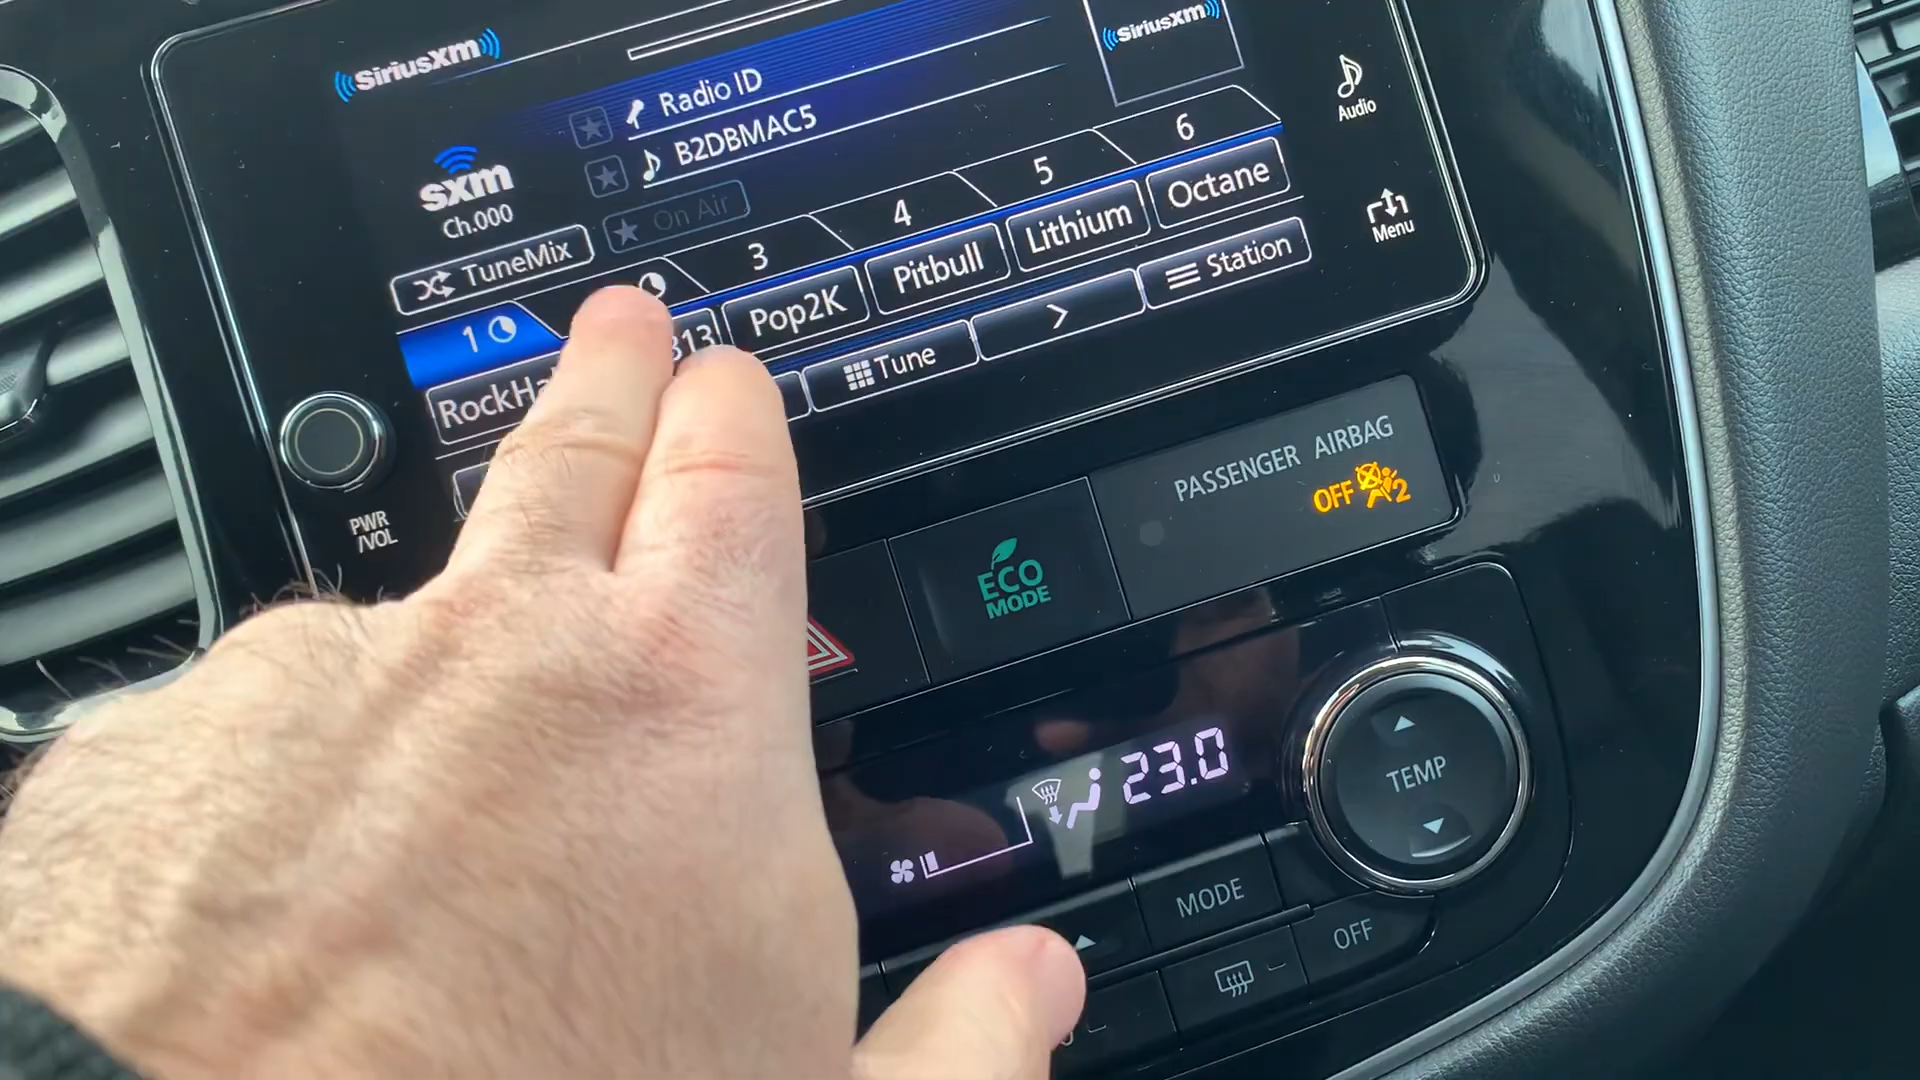 SiriusXM
SiriusXM
Radio ID
B2DBMAC5
sxm
Ch.000
On Air
TuneMix
Audio
Menu
1
3
4
5
6
Pop2K
Pitbull
Lithium
Octane
Tune
>
Station
PWR
/VOL
PASSENGER AIRBAG
OFF 2
ECO
MODE
23.0
TEMP
MODE
OFF